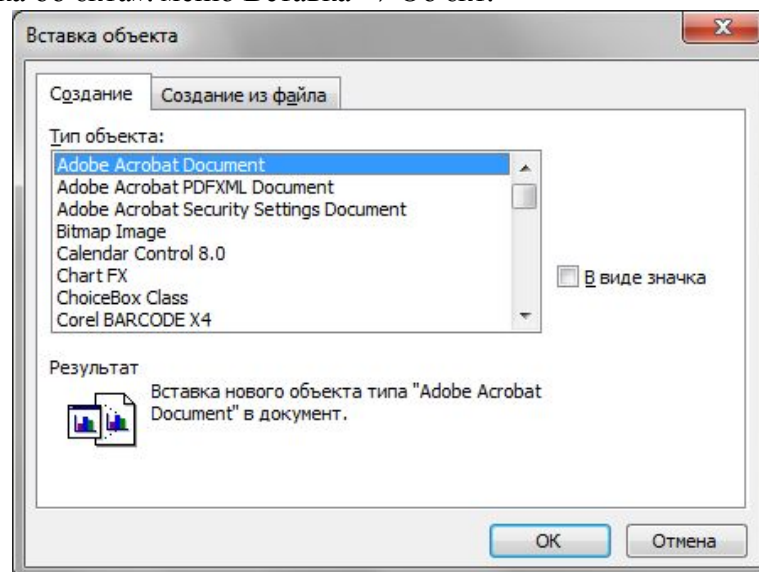 Вставка объекта
Создание
Создание из файла
Тип объекта:
Adobe Acrobat Document
Adobe Acrobat PDFXML Document
Adobe Acrobat Security Settings Document
Bitmap Image
Calendar Control 8.0
Chart FX
ChoiceBox Class
Corel BARCODE X4
В виде значка
Результат
Вставка нового объекта типа "Adobe Acrobat
Document" в документ.
OK
Отмена